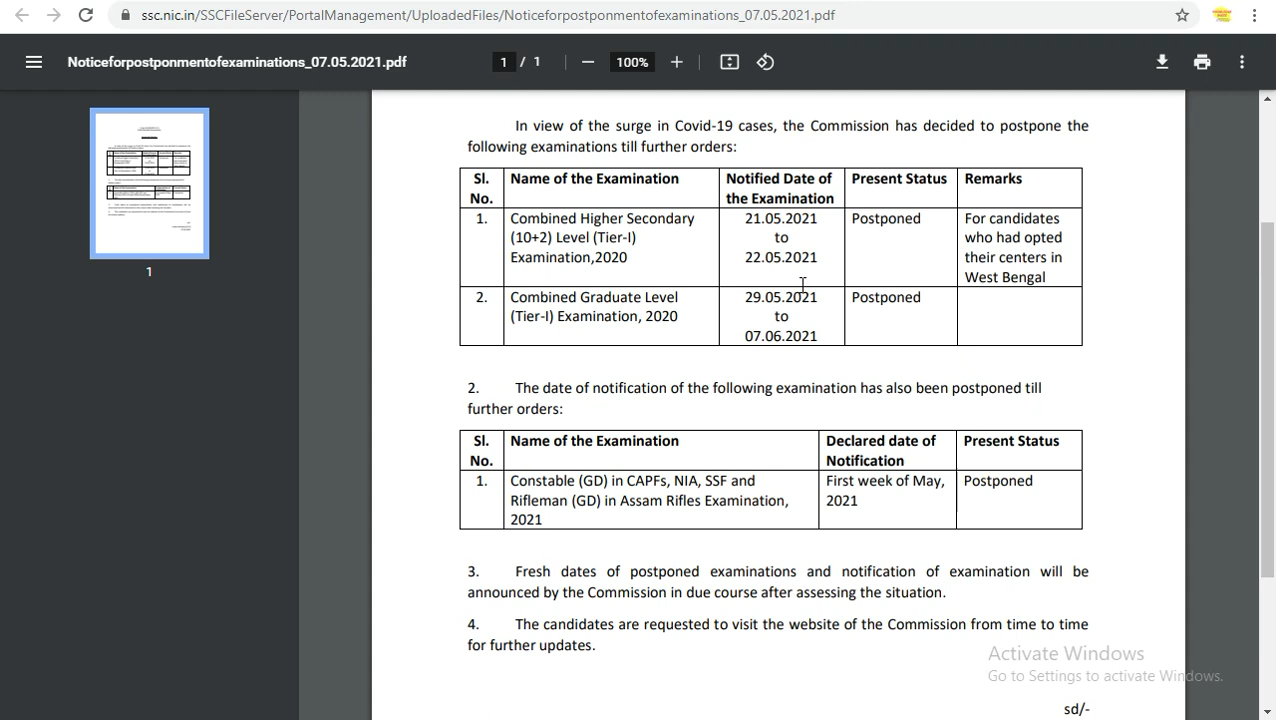 ssc.nic.in/SSCFileServer/PortalManagement/UploadedFiles/Noticeforpostponmentofexaminations_07.05.2021.pdf
Noticeforpostponmentofexaminations_07.05.2021.pdf
1 / 1
100%
In view of the surge in Covid-19 cases, the Commission has decided to postpone the
following examinations till further orders:
Sl. No. Name of the Examination Notified Date of the Examination Present Status Remarks
1. Combined Higher Secondary (10+2) Level (Tier-I) Examination,2020 21.05.2021 to 22.05.2021 Postponed For candidates who had opted their centers in West Bengal
2. Combined Graduate Level (Tier-I) Examination, 2020 29.05.2021 to 07.06.2021 Postponed
1
2. The date of notification of the following examination has also been postponed till
further orders:
Sl. No. Name of the Examination Declared date of Notification Present Status
1. Constable (GD) in CAPFs, NIA, SSF and Rifleman (GD) in Assam Rifles Examination, 2021 First week of May, 2021 Postponed
3. Fresh dates of postponed examinations and notification of examination will be
announced by the Commission in due course after assessing the situation.
4. The candidates are requested to visit the website of the Commission from time to time
for further updates.
Activate Windows
Go to Settings to activate Windows.
sd/-